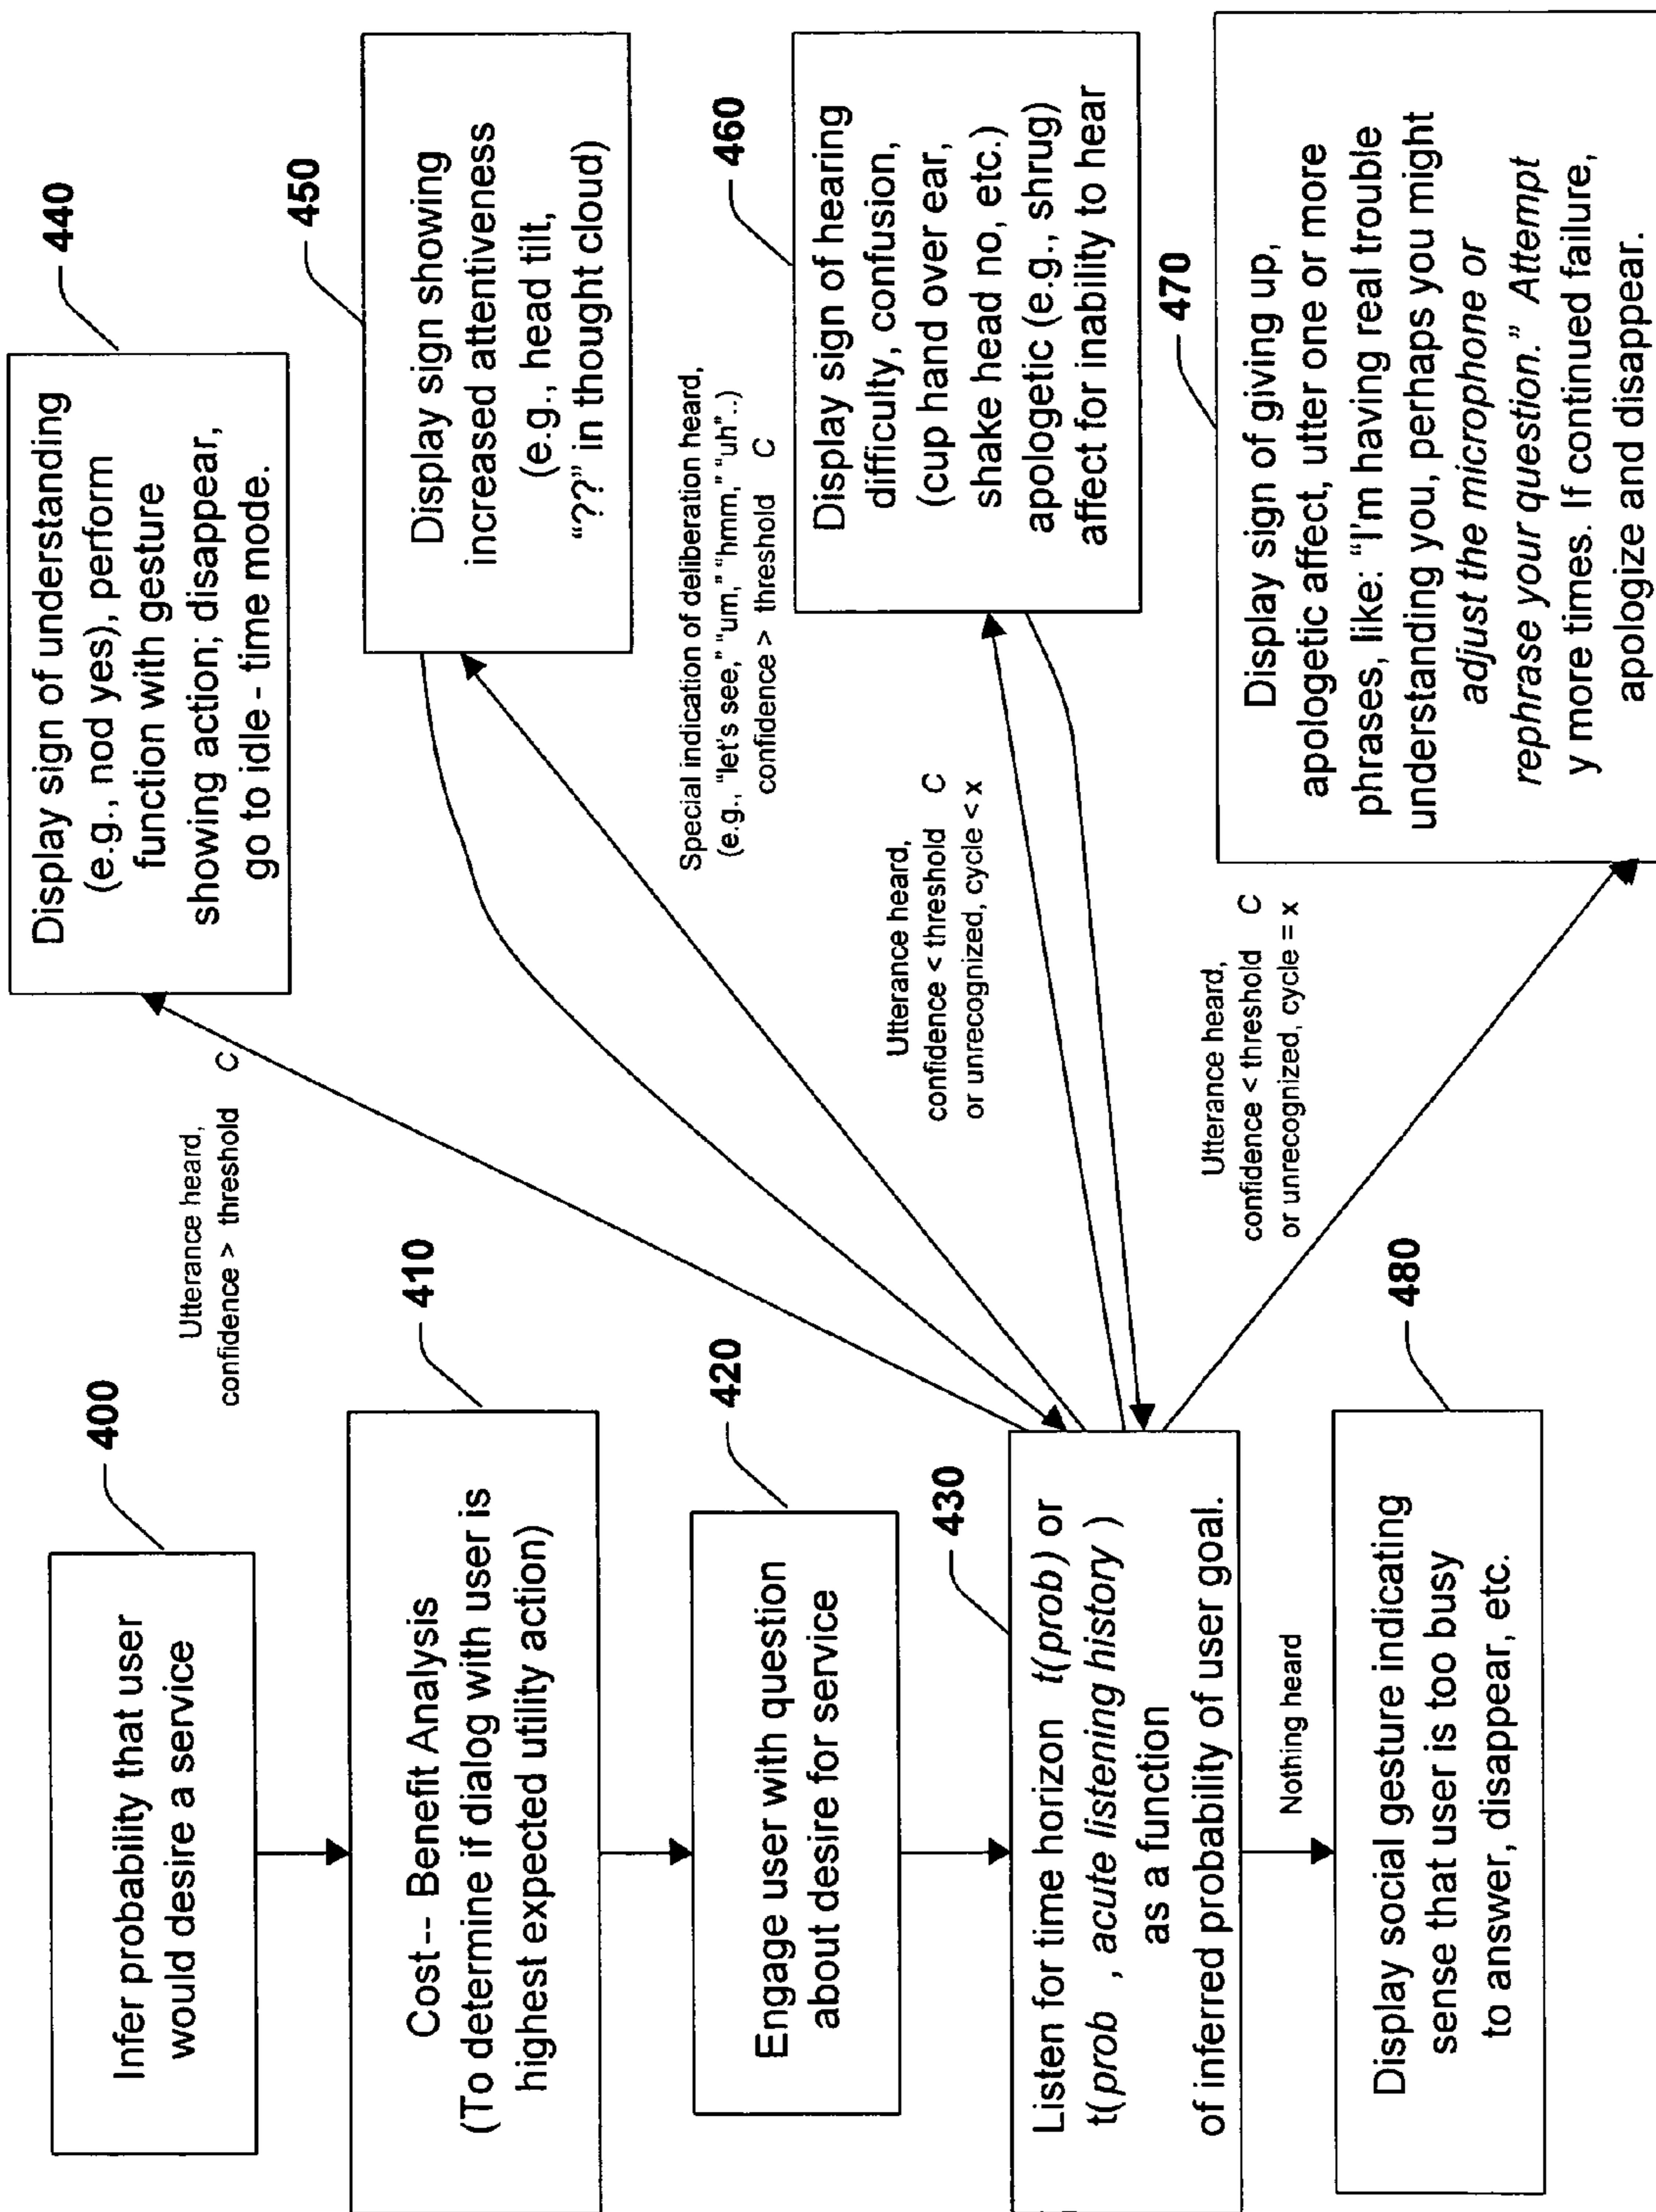 400
Infer probability that user
would desire a service
410
Cost-- Benefit Analysis
(To determine if dialog with user is
highest expected utility action)
420
Engage user with question
about desire for service
430
Listen for time horizon t(prob) or
t(prob , acute listening history )
as a function
of inferred probability of user goal.
Nothing heard
480
Display social gesture indicating
sense that user is too busy
to answer, disappear, etc.
Utterance heard,
confidence > threshold C
440
Display sign of understanding
(e.g., nod yes), perform
function with gesture
showing action; disappear,
go to idle - time mode.
450
Display sign showing
increased attentiveness
(e.g., head tilt,
“??” in thought cloud)
Special indication of deliberation heard,
(e.g., “let's see,” “um,” “hmm,” “uh”..)
confidence > threshold C
460
Display sign of hearing
difficulty, confusion,
(cup hand over ear,
shake head no, etc.)
apologetic (e.g., shrug)
affect for inability to hear
Utterance heard,
confidence < threshold C
or unrecognized, cycle < x
470
Display sign of giving up,
apologetic affect, utter one or more
phrases, like: “I'm having real trouble
understanding you, perhaps you might
adjust the microphone or
rephrase your question.” Attempt
y more times. If continued failure,
apologize and disappear.
Utterance heard,
confidence < threshold C
or unrecognized, cycle = x